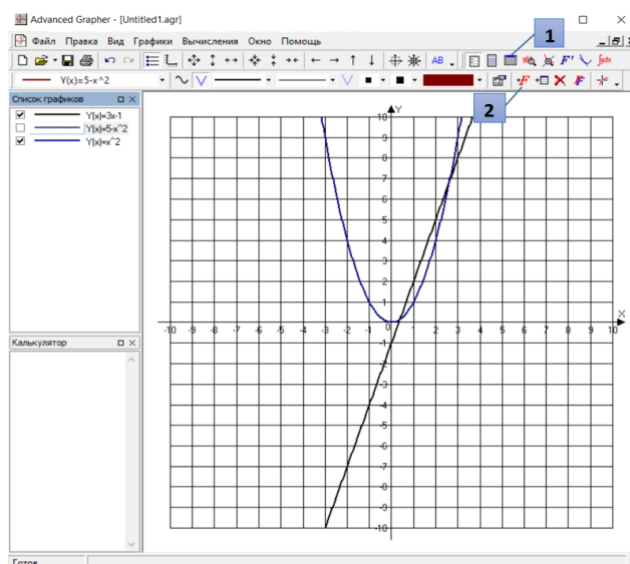 Advanced Grapher - [Untitled1.agr]
1
Файл Правка Вид Графики Вычисления Окно Помощь
AB
F'
Y(x)=5-x^2
2
Список графиков
Y(x)=3x-1
Y(x)=5-x^2
Y(x)=x^2
Калькулятор
Y
X
10
9
8
7
6
5
4
3
2
1
0
-1
-2
-3
-4
-5
-6
-7
-8
-9
-10
-10 -9 -8 -7 -6 -5 -4 -3 -2 -1 0 1 2 3 4 5 6 7 8 9 10
Готов